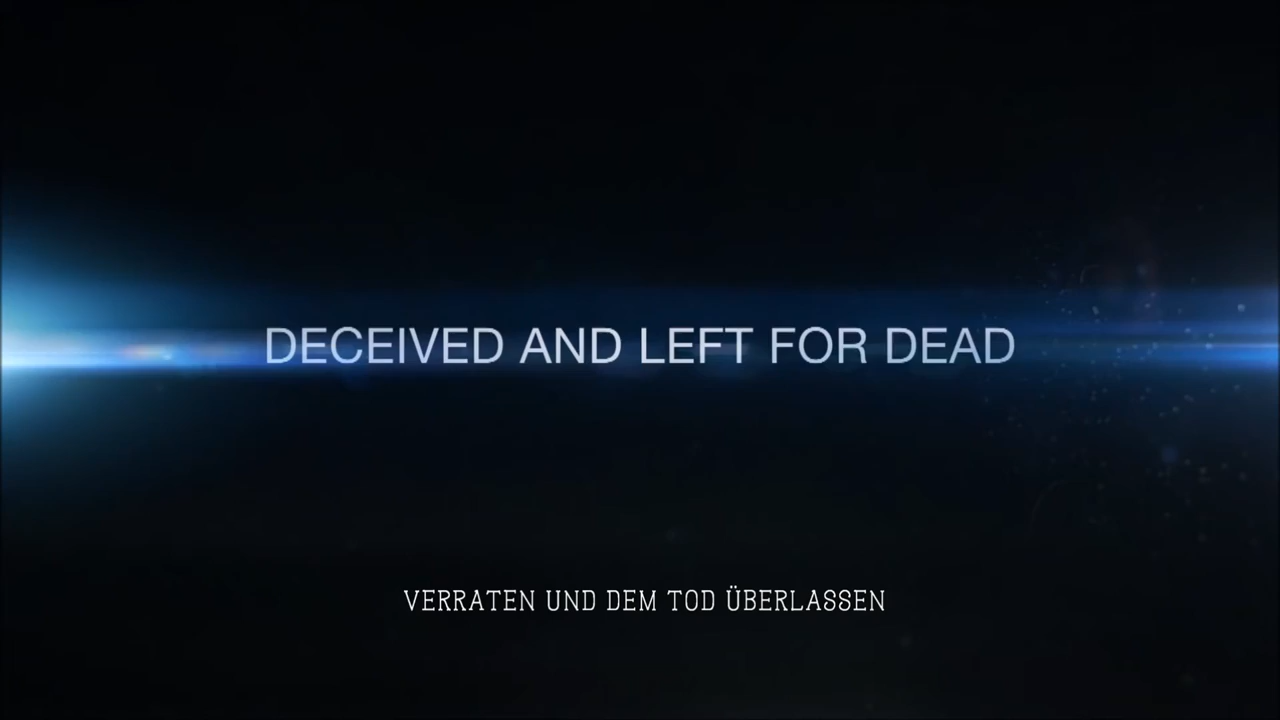 DECEIVED AND LEFT FOR DEAD
VERRATEN UND DEM TOD ÜBERLASSEN